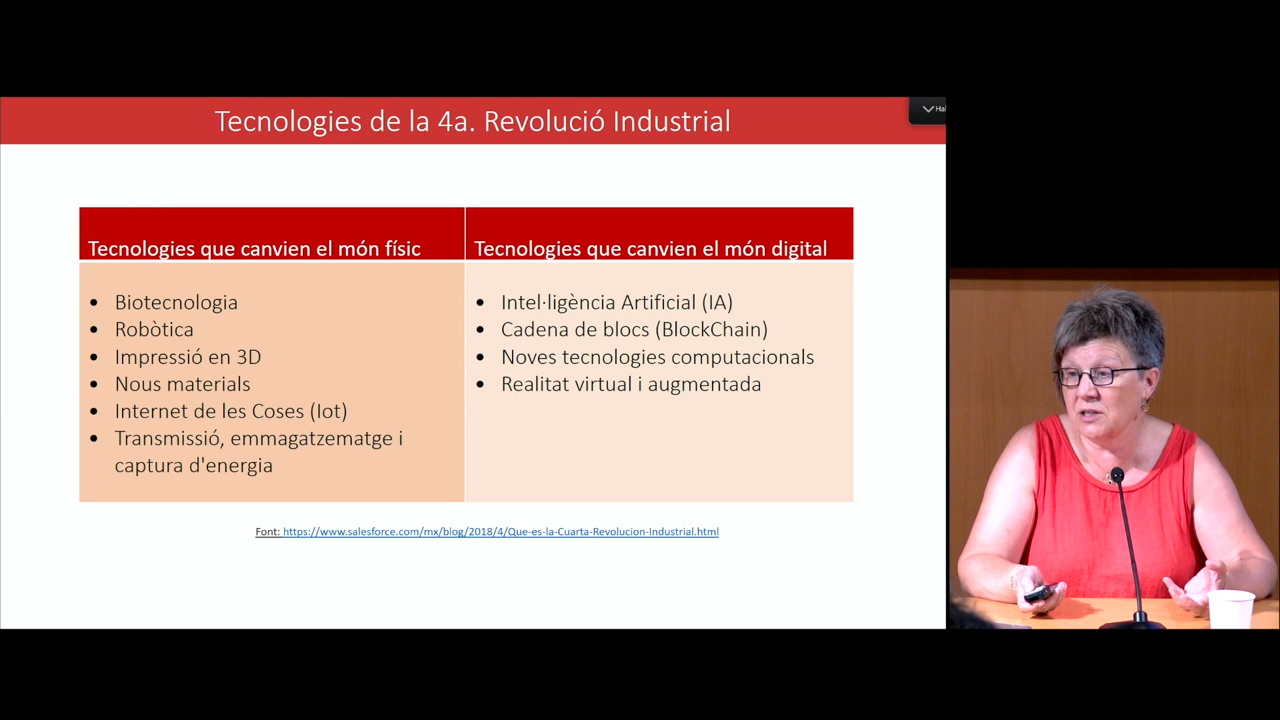 Tecnologies de la 4a. Revolució Industrial
Tecnologies que canvien el món físic
Biotecnologia
Robòtica
Impressió en 3D
Nous materials
Internet de les Coses (Iot)
Transmissió, emmagatzematge i
captura d'energia
Tecnologies que canvien el món digital
Intel·ligència Artificial (IA)
Cadena de blocs (BlockChain)
Noves tecnologies computacionals
Realitat virtual i augmentada
Font: https://www.salesforce.com/mx/blog/2018/4/Que-es-la-Cuarta-Revolucion-Industrial.html